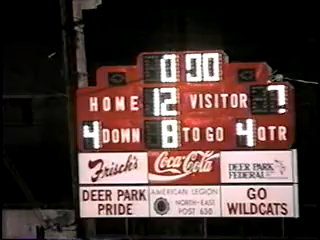 0 90
HOME 12 VISITOR 7
4 DOWN 8 TO GO 4 QTR
Frisch's Coca-Cola DEER PARK
FEDERAL
DEER PARK AMERICAN LEGION GO
PRIDE NORTH-EAST WILDCATS
POST 630